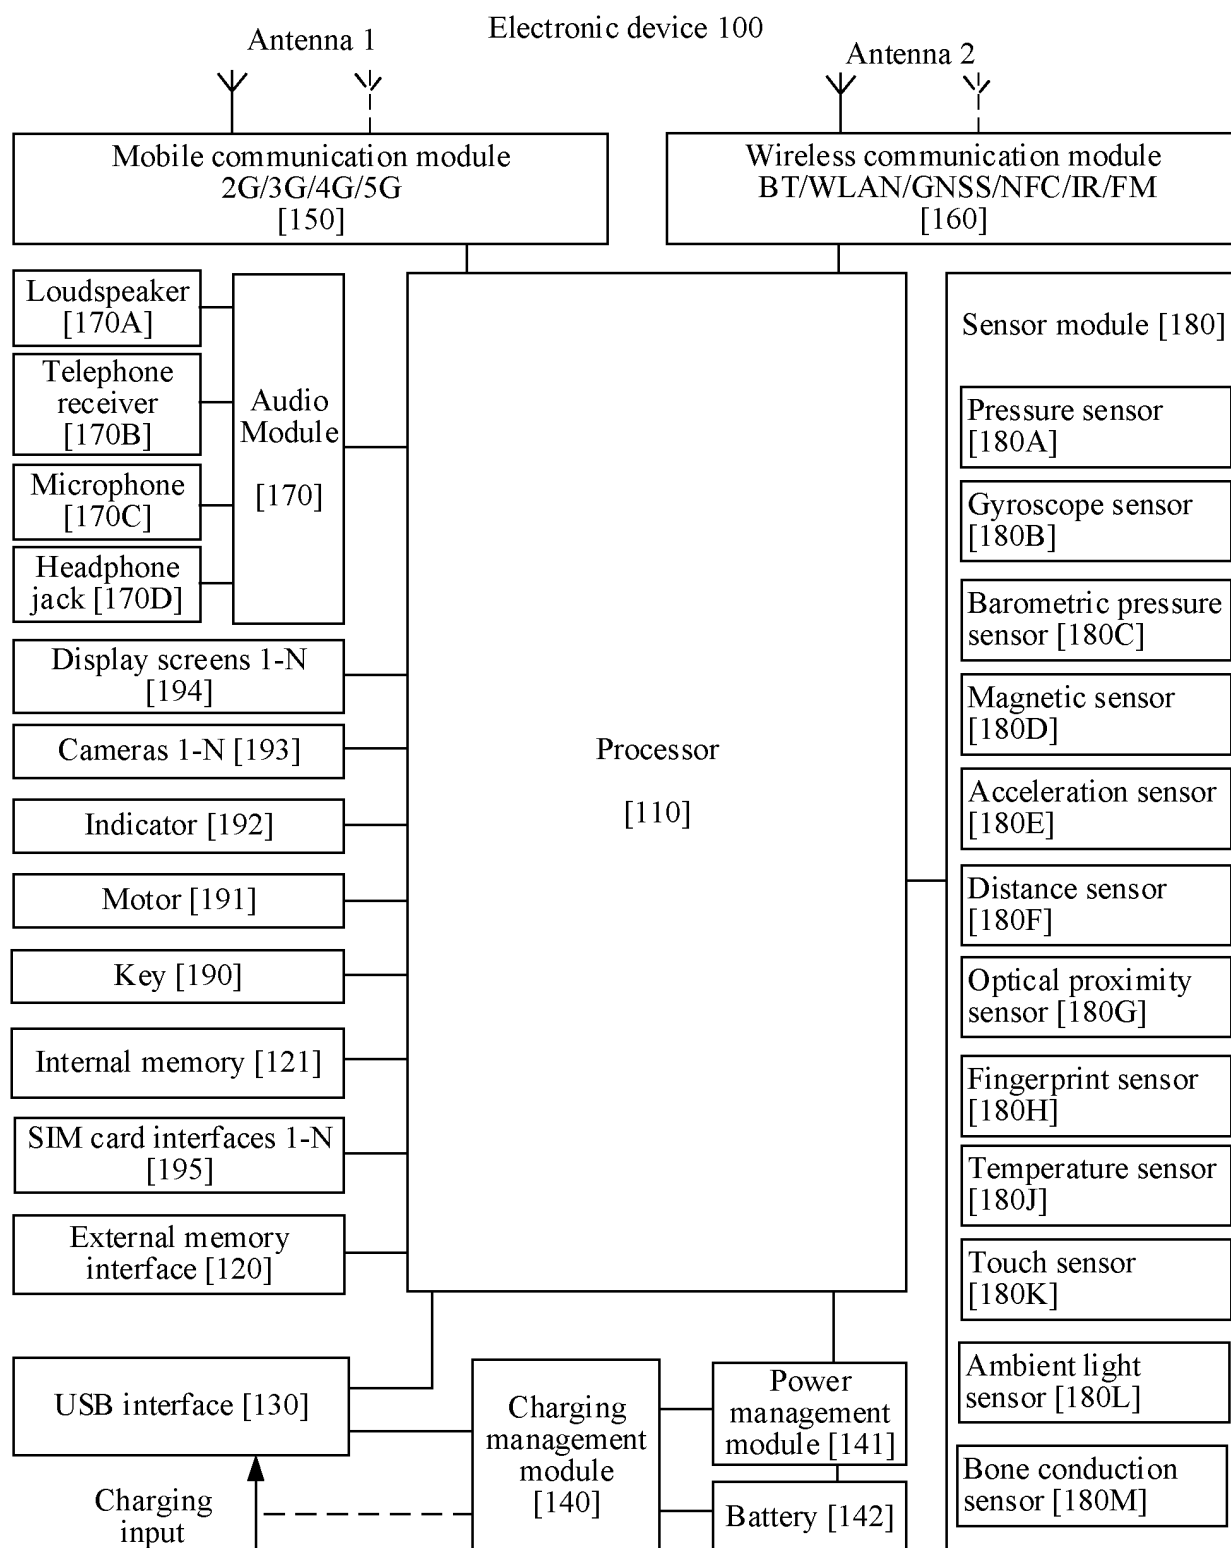 Electronic device 100
Antenna 1
Antenna 2
Mobile communication module
2G/3G/4G/5G
[150]
Wireless communication module
BT/WLAN/GNSS/NFC/IR/FM
[160]
Loudspeaker
[170A]
Telephone
receiver
[170B]
Microphone
[170C]
Headphone
jack [170D]
Audio
Module
[170]
Display screens 1-N
[194]
Cameras 1-N [193]
Indicator [192]
Motor [191]
Key [190]
Internal memory [121]
SIM card interfaces 1-N
[195]
External memory
interface [120]
Processor
[110]
Sensor module [180]
Pressure sensor
[180A]
Gyroscope sensor
[180B]
Barometric pressure
sensor [180C]
Magnetic sensor
[180D]
Acceleration sensor
[180E]
Distance sensor
[180F]
Optical proximity
sensor [180G]
Fingerprint sensor
[180H]
Temperature sensor
[180J]
Touch sensor
[180K]
Ambient light
sensor [180L]
Bone conduction
sensor [180M]
USB interface [130]
Charging
input
Charging
management
module
[140]
Power
management
module [141]
Battery [142]